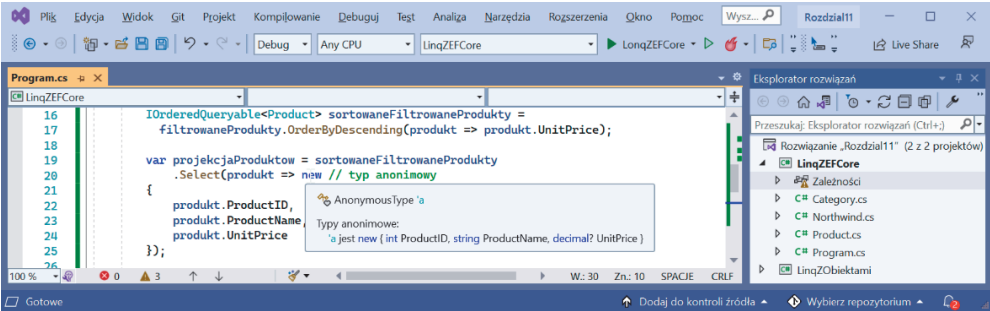 Plik Edycja Widok Git Projekt Kompilowanie Debuguj Test Analiza Narzędzia Rozszerzenia Okno Pomoc Wysz... Rozdzial11
Debug Any CPU LinqZEFCore LonqZEFCore Live Share
Program.cs
LinqZEFCore
16 IOrderedQueryable<Product> sortowaneFiltrowaneProdukty =
17 filtrowaneProdukty.OrderByDescending(produkt => produkt.UnitPrice);
18
19 var projekcjaProduktow = sortowaneFiltrowaneProdukty
20 .Select(produkt => new // typ anonimowy
21 {
22 produkt.ProductID,
23 produkt.ProductName,
24 produkt.UnitPrice
25 });
26
AnonymousType 'a
Typy anonimowe:
'a jest new { int ProductID, string ProductName, decimal? UnitPrice }
100 % 0 3 W.: 30 Zn.: 10 SPACJE CRLF
Eksplorator rozwiązań
Przeszukaj: Eksplorator rozwiązań (Ctrl+;)
Rozwiązanie „Rozdzial11” (2 z 2 projektów)
LinqZEFCore
Zależności
C# Category.cs
C# Northwind.cs
C# Product.cs
C# Program.cs
LinqZObiektami
Gotowe Dodaj do kontroli źródła Wybierz repozytorium 2